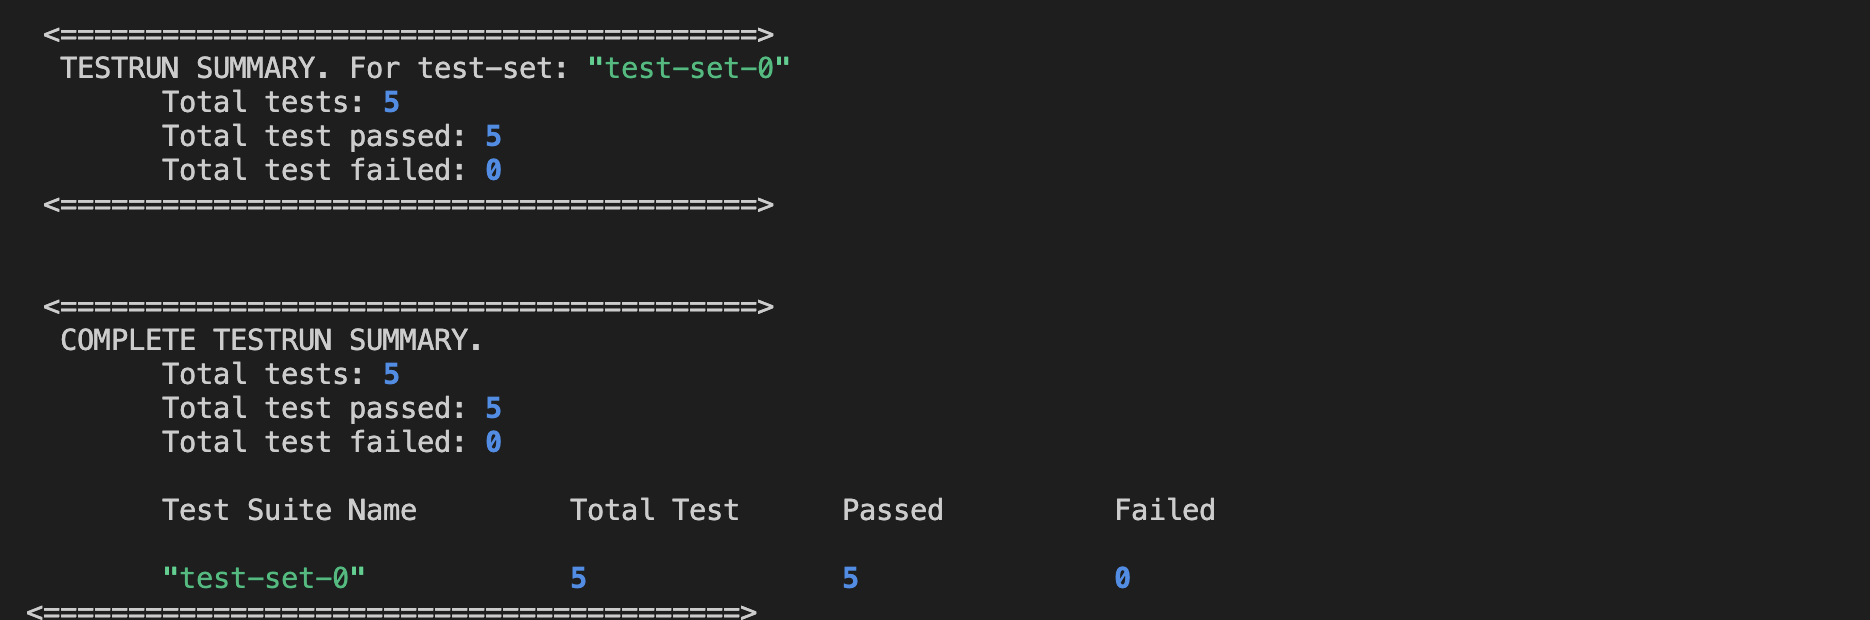 <=========================================>
TESTRUN SUMMARY. For test-set: "test-set-0"
Total tests: 5
Total test passed: 5
Total test failed: 0
<=========================================>
<=========================================>
COMPLETE TESTRUN SUMMARY.
Total tests: 5
Total test passed: 5
Total test failed: 0
Test Suite Name Total Test Passed Failed
"test-set-0" 5 5 0
<=========================================>